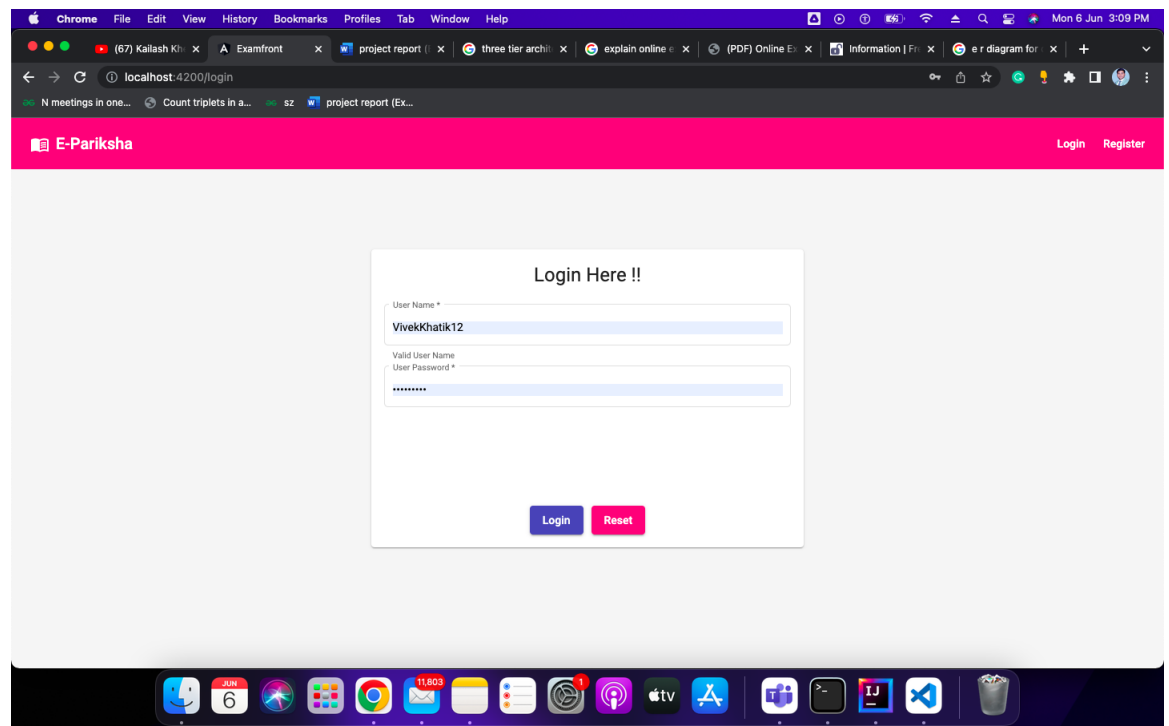 Chrome File Edit View History Bookmarks Profiles Tab Window Help Mon 6 Jun 3:09 PM
(67) Kailash Kh Examfront project report ( three tier archit explain online e (PDF) Online Ex Information | Fr e r diagram for
localhost:4200/login
N meetings in one... Count triplets in a... sz project report (Ex...
E-Pariksha Login Register
Login Here !!
User Name *
VivekKhatik12
Valid User Name
User Password *
•••••••••
Login Reset
JUN 11,803 1
6 tv IJ